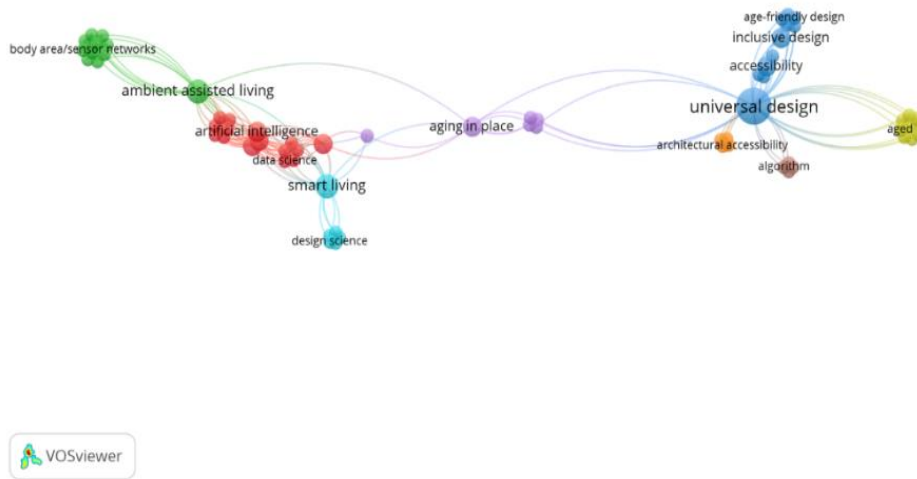 age-friendly design
inclusive design
body area/sensor networks
accessibility
ambient assisted living
universal design
artificial intelligence
aging in place
aged
architectural accessibility
data science
algorithm
smart living
design science
VOSviewer